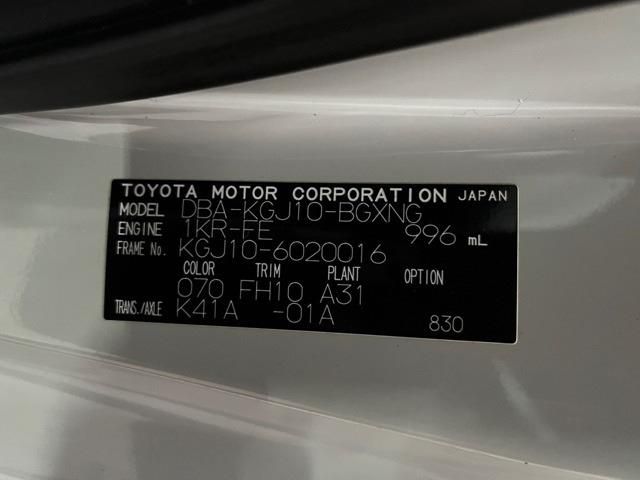 TOYOTA MOTOR CORPORATION JAPAN
MODEL DBA-KGJ10-BGXNG
ENGINE 1KR-FE 996 mL
FRAME No. KGJ10-6020016
COLOR TRIM PLANT OPTION
070 FH10 A31
TRANS./AXLE K41A -01A
830